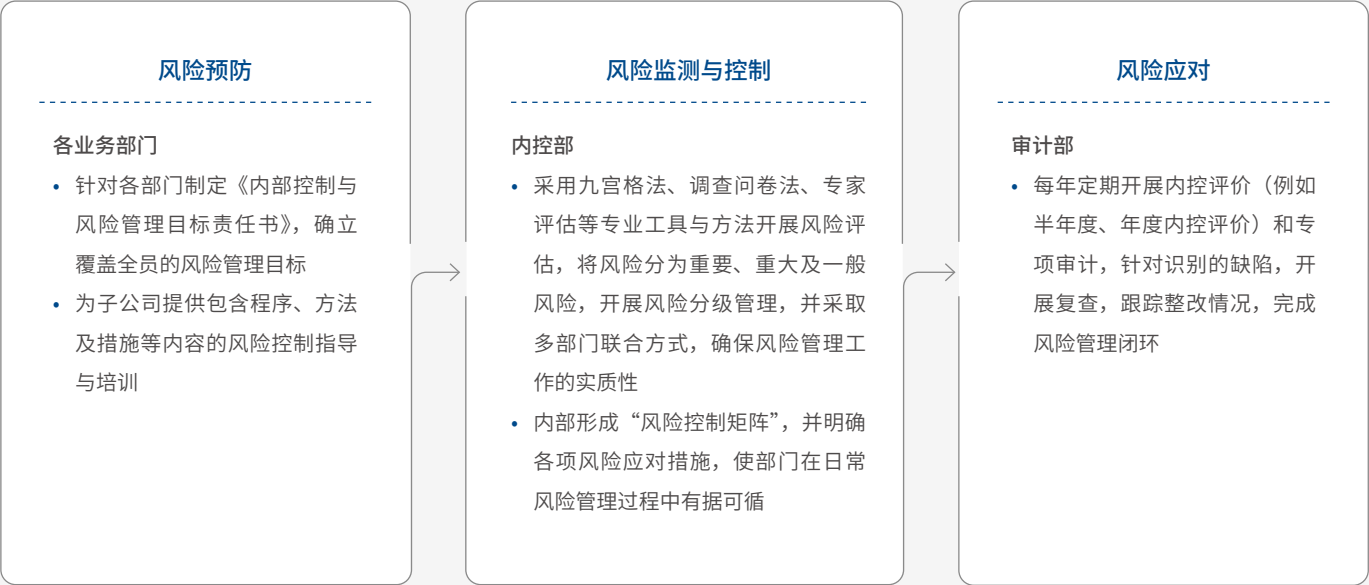 风险预防
各业务部门
• 针对各部门制定《内部控制与
风险管理目标责任书》，确立
覆盖全员的风险管理目标
• 为子公司提供包含程序、方法
及措施等内容的风险控制指导
与培训
风险监测与控制
内控部
• 采用九宫格法、调查问卷法、专家
评估等专业工具与方法开展风险评
估，将风险分为重要、重大及一般
风险，开展风险分级管理，并采取
多部门联合方式，确保风险管理工
作的实质性
• 内部形成“风险控制矩阵”，并明确
各项风险应对措施，使部门在日常
风险管理过程中有据可循
风险应对
审计部
• 每年定期开展内控评价（例如
半年度、年度内控评价）和专
项审计，针对识别的缺陷，开
展复查，跟踪整改情况，完成
风险管理闭环